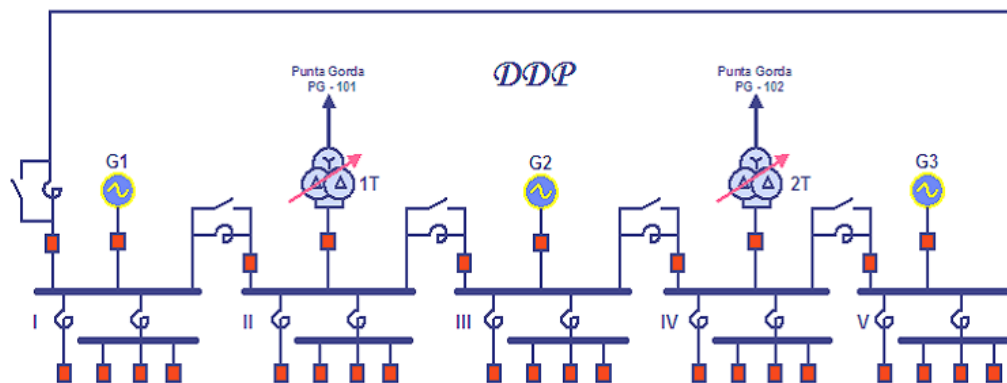 Punta Gorda
PG - 101
DDP
Punta Gorda
PG - 102
G1
1T
G2
2T
G3
I
II
III
IV
V